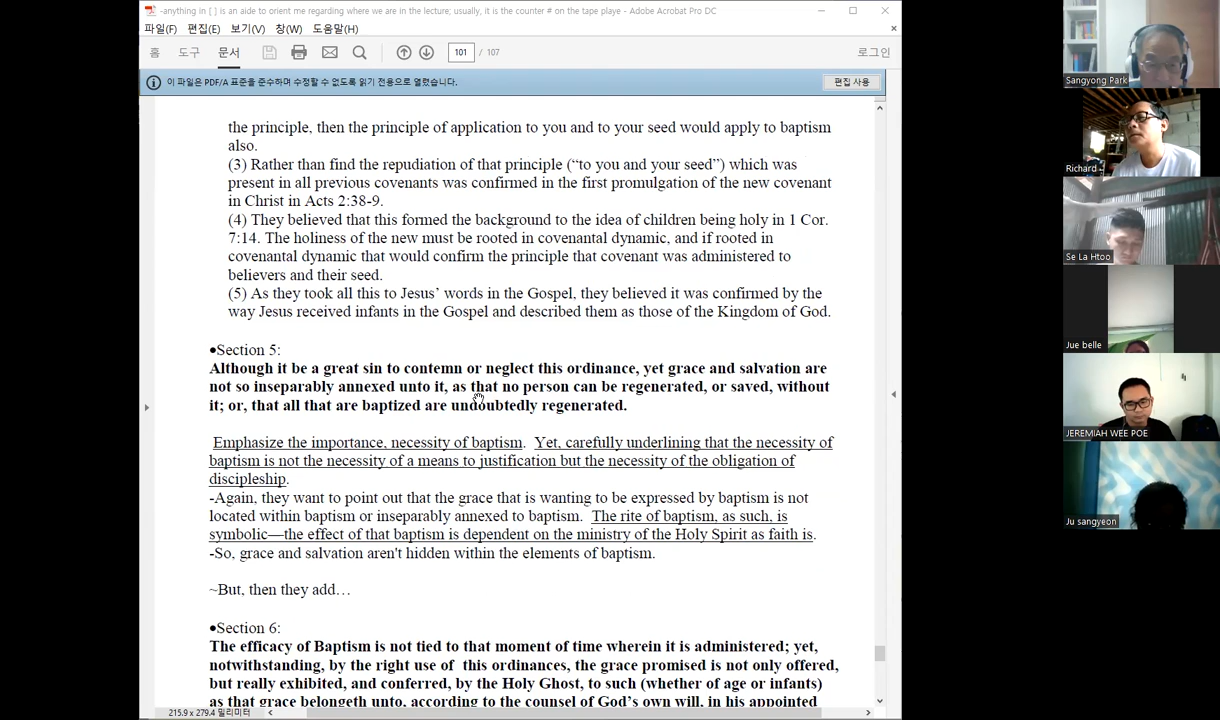 -anything in [ ] is an aide to orient me regarding where we are in the lecture; usually, it is the counter # on the tape playe - Adobe Acrobat Pro DC
파일(F) 편집(E) 보기(V) 창(W) 도움말(H)
홈 도구 문서 101 / 107 로그인
이 파일은 PDF/A 표준을 준수하며 수정할 수 없도록 읽기 전용으로 열렸습니다. 편집 사용
the principle, then the principle of application to you and to your seed would apply to baptism
also.
(3) Rather than find the repudiation of that principle (“to you and your seed”) which was
present in all previous covenants was confirmed in the first promulgation of the new covenant
in Christ in Acts 2:38-9.
(4) They believed that this formed the background to the idea of children being holy in 1 Cor.
7:14. The holiness of the new must be rooted in covenantal dynamic, and if rooted in
covenantal dynamic that would confirm the principle that covenant was administered to
believers and their seed.
(5) As they took all this to Jesus’ words in the Gospel, they believed it was confirmed by the
way Jesus received infants in the Gospel and described them as those of the Kingdom of God.
•Section 5:
Although it be a great sin to contemn or neglect this ordinance, yet grace and salvation are
not so inseparably annexed unto it, as that no person can be regenerated, or saved, without
it; or, that all that are baptized are undoubtedly regenerated.
Emphasize the importance, necessity of baptism. Yet, carefully underlining that the necessity of
baptism is not the necessity of a means to justification but the necessity of the obligation of
discipleship.
-Again, they want to point out that the grace that is wanting to be expressed by baptism is not
located within baptism or inseparably annexed to baptism. The rite of baptism, as such, is
symbolic—the effect of that baptism is dependent on the ministry of the Holy Spirit as faith is.
-So, grace and salvation aren't hidden within the elements of baptism.
~But, then they add…
•Section 6:
The efficacy of Baptism is not tied to that moment of time wherein it is administered; yet,
notwithstanding, by the right use of this ordinances, the grace promised is not only offered,
but really exhibited, and conferred, by the Holy Ghost, to such (whether of age or infants)
as that grace belongeth unto, according to the counsel of God’s own will, in his appointed
215.9 x 279.4 밀리미터
Sangyong Park
Richard
Se La Htoo
Jue belle
JEREMIAH WEE POE
Ju sangyeon